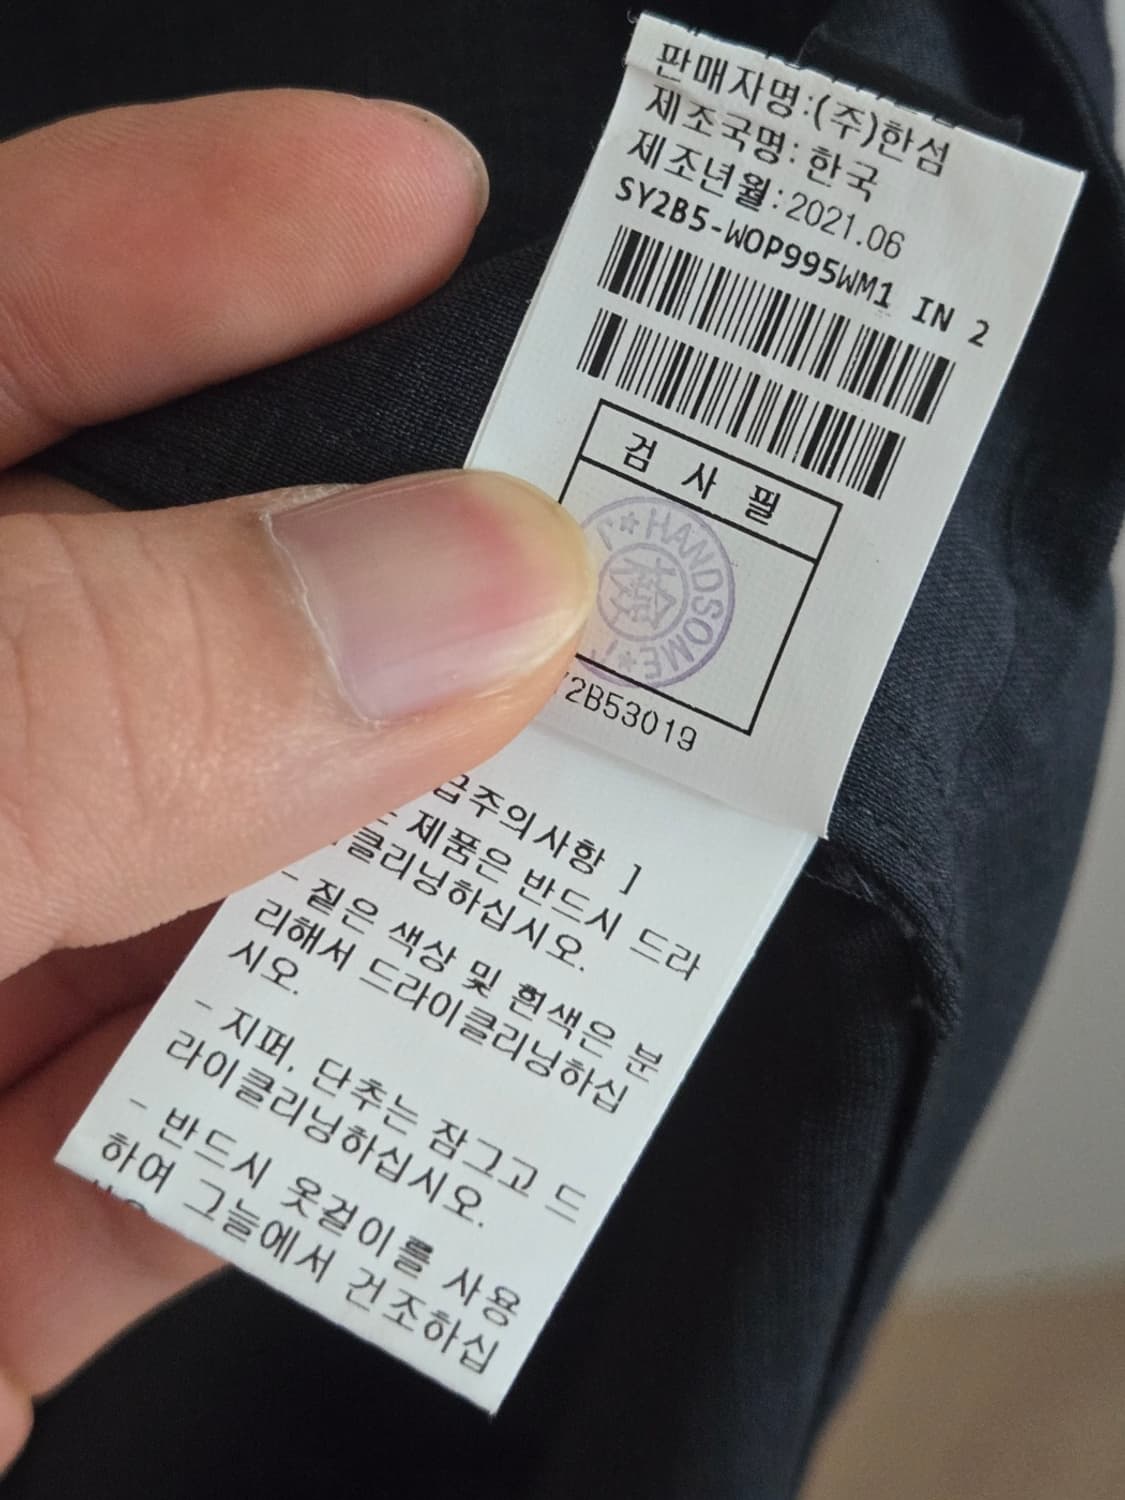 판매자명:(주)한섬
제조국명:한국
제조년월:2021.06
SY2B5-WOP995WM1 IN 2
검 사 필
HANDSOME
2B53019
급주의사항 ]
제품은 반드시 드라
클리닝하십시오.
- 짙은 색상 및 흰색은 분
리해서 드라이클리닝하십
시오.
- 지퍼, 단추는 잠그고 드
라이클리닝하십시오.
- 반드시 옷걸이를 사용
하여 그늘에서 건조하십